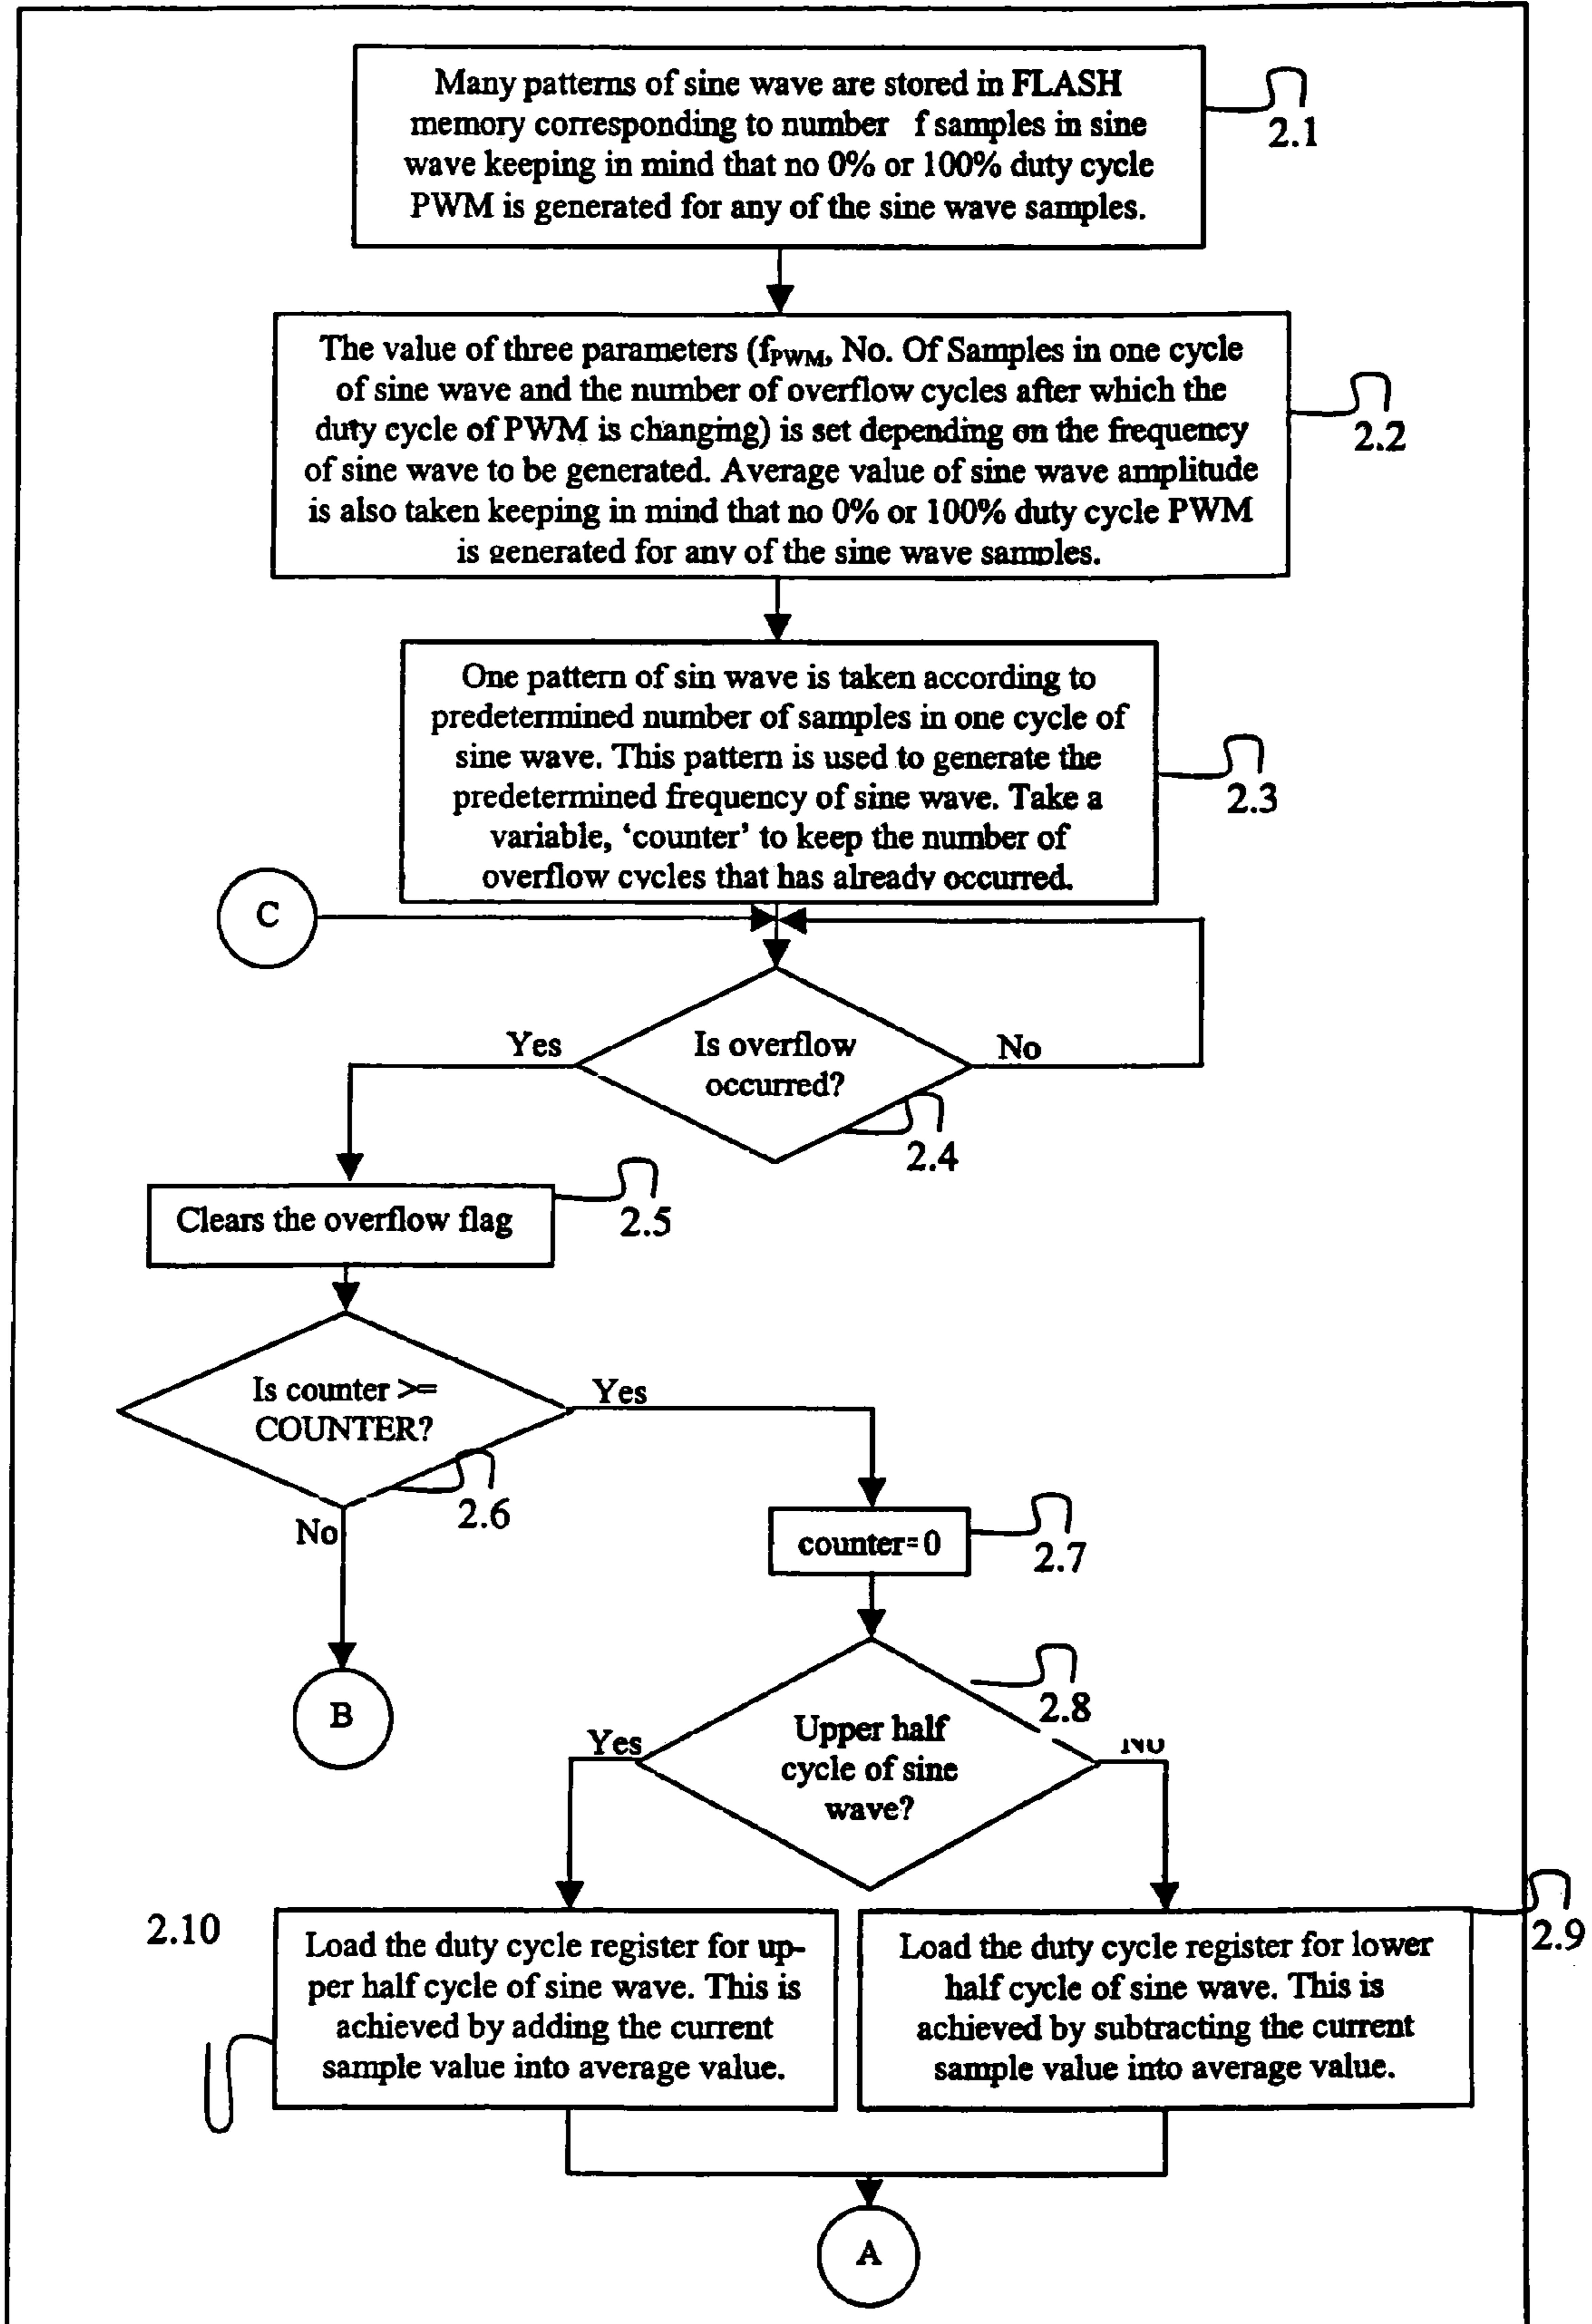 Many patterns of sine wave are stored in FLASH
memory corresponding to number f samples in sine
wave keeping in mind that no 0% or 100% duty cycle
PWM is generated for any of the sine wave samples.
2.1
The value of three parameters (fPWM, No. Of Samples in one cycle
of sine wave and the number of overflow cycles after which the
duty cycle of PWM is changing) is set depending on the frequency
of sine wave to be generated. Average value of sine wave amplitude
is also taken keeping in mind that no 0% or 100% duty cycle PWM
is generated for any of the sine wave samples.
2.2
One pattern of sin wave is taken according to
predetermined number of samples in one cycle of
sine wave. This pattern is used to generate the
predetermined frequency of sine wave. Take a
variable, ‘counter’ to keep the number of
overflow cycles that has already occurred.
2.3
C
Yes
Is overflow
occurred?
No
2.4
Clears the overflow flag
2.5
Is counter >=
COUNTER?
Yes
2.6
No
counter=0
2.7
B
2.8
Yes
Upper half
cycle of sine
wave?
No
2.10
Load the duty cycle register for up-
per half cycle of sine wave. This is
achieved by adding the current
sample value into average value.
Load the duty cycle register for lower
half cycle of sine wave. This is
achieved by subtracting the current
sample value into average value.
2.9
A